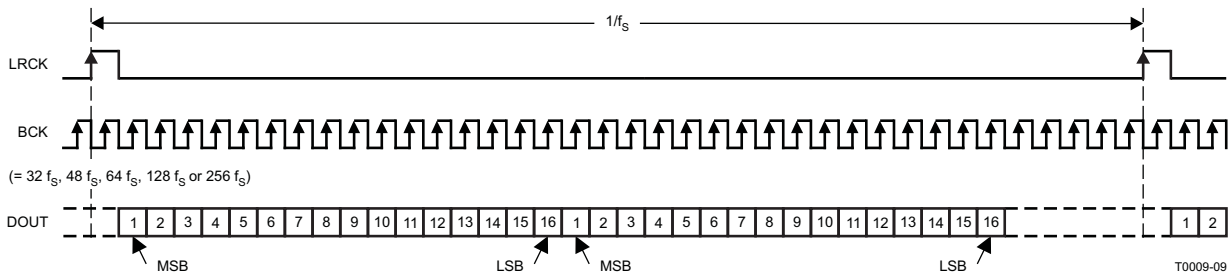 1/fS
LRCK
BCK
(= 32 fS, 48 fS, 64 fS, 128 fS or 256 fS)
DOUT 1 2 3 4 5 6 7 8 9 10 11 12 13 14 15 16 1 2 3 4 5 6 7 8 9 10 11 12 13 14 15 16 1 2
MSB LSB MSB LSB
T0009-09